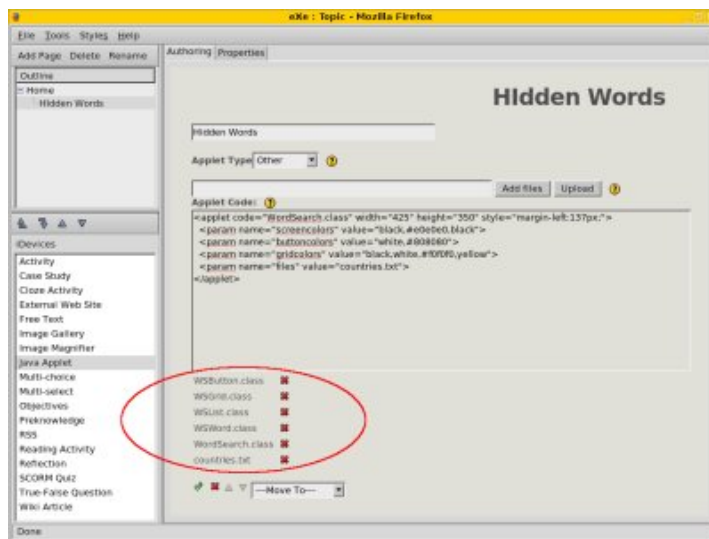 eXe : Topic - Mozilla Firefox
File Tools Styles Help
Add Page Delete Rename
Authoring Properties
Outline
Home
Hidden Words
HIdden Words
Hidden Words
Applet Type Other
Add files Upload
Applet Code:
<applet code="WordSearch.class" width="425" height="350" style="margin-left:137px;">
<param name="screencolors" value="black,#e0e0e0,black">
<param name="buttoncolors" value="white,#808080">
<param name="gridcolors" value="black,white,#f0f0f0,yellow">
<param name="files" value="countries.txt">
</applet>
iDevices
Activity
Case Study
Cloze Activity
External Web Site
Free Text
Image Gallery
Image Magnifier
Java Applet
Multi-choice
Multi-select
Objectives
Preknowledge
RSS
Reading Activity
Reflection
SCORM Quiz
True-False Question
Wiki Article
WSButton.class
WSGrid.class
WSList.class
WSWord.class
WordSearch.class
countries.txt
---Move To---
Done